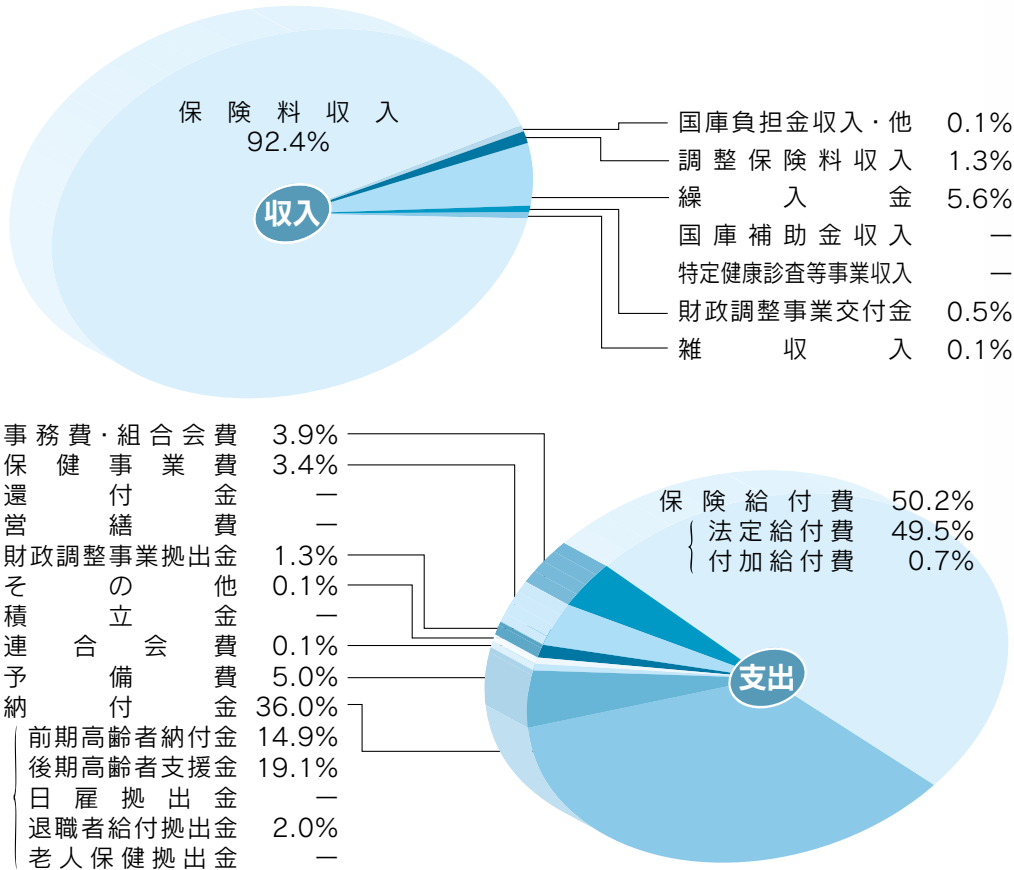 保険料収入
92.4%
収入
国庫負担金収入・他 0.1%
調整保険料収入 1.3%
繰入金 5.6%
国庫補助金収入 ―
特定健康診査等事業収入 ―
財政調整事業交付金 0.5%
雑収入 0.1%
事務費・組合会費 3.9%
保健事業費 3.4%
還付金 ―
営繕費 ―
財政調整事業拠出金 1.3%
その他 0.1%
積立金 ―
連合会費 0.1%
予備費 5.0%
納付金 36.0%
前期高齢者納付金 14.9%
後期高齢者支援金 19.1%
日雇拠出金 ―
退職者給付拠出金 2.0%
老人保健拠出金 ―
保険給付費 50.2%
法定給付費 49.5%
付加給付費 0.7%
支出